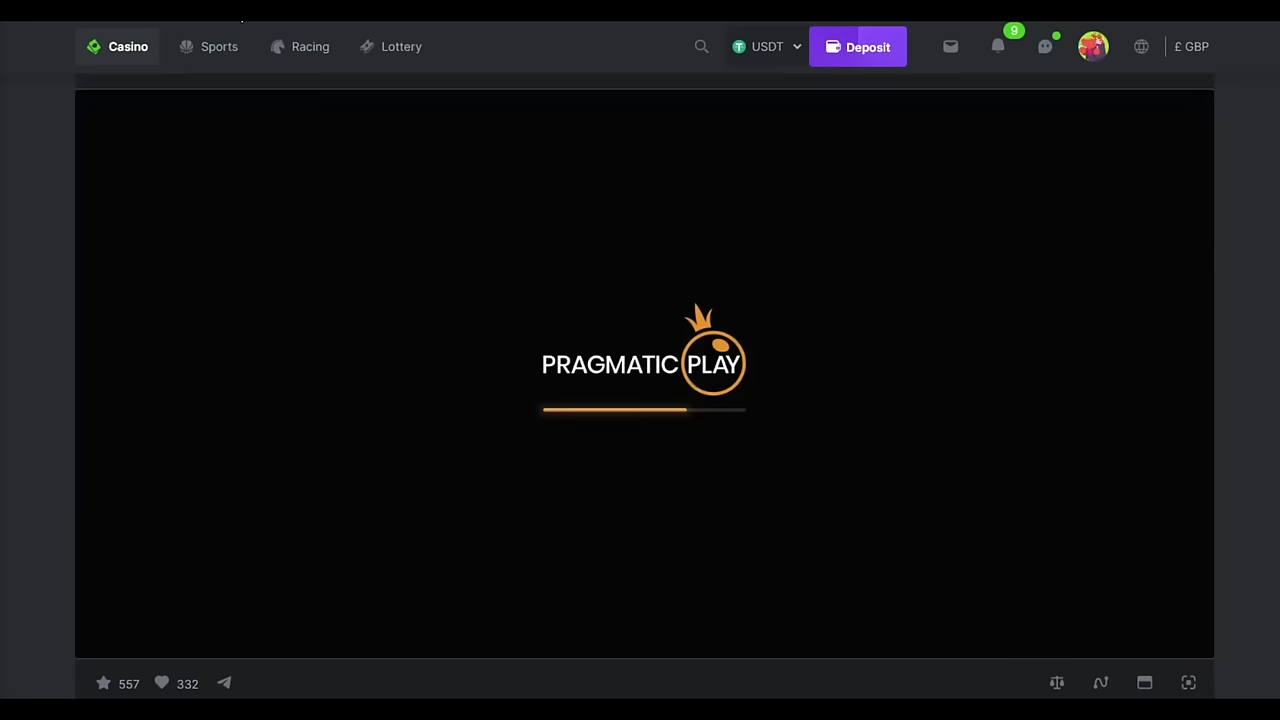 Casino Sports Racing Lottery USDT Deposit 9 £ GBP
PRAGMATIC PLAY
557 332